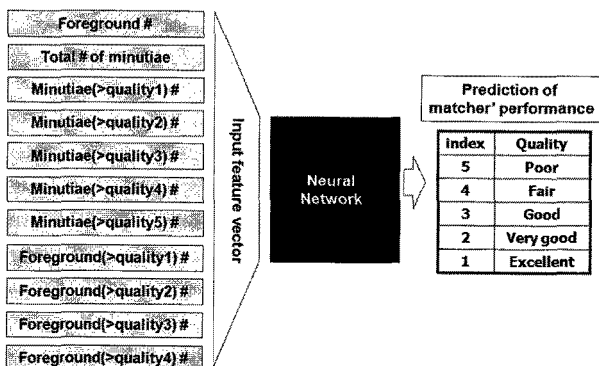 Foreground #
Total # of minutiae
Minutiae(>quality1) #
Minutiae(>quality2) #
Minutiae(>quality3) #
Minutiae(>quality4) #
Minutiae(>quality5) #
Foreground(>quality1) #
Foreground(>quality2) #
Foreground(>quality3) #
Foreground(>quality4) #
Input feature vector
Neural
Network
Prediction of
matcher' performance
Index Quality
5 Poor
4 Fair
3 Good
2 Very good
1 Excellent